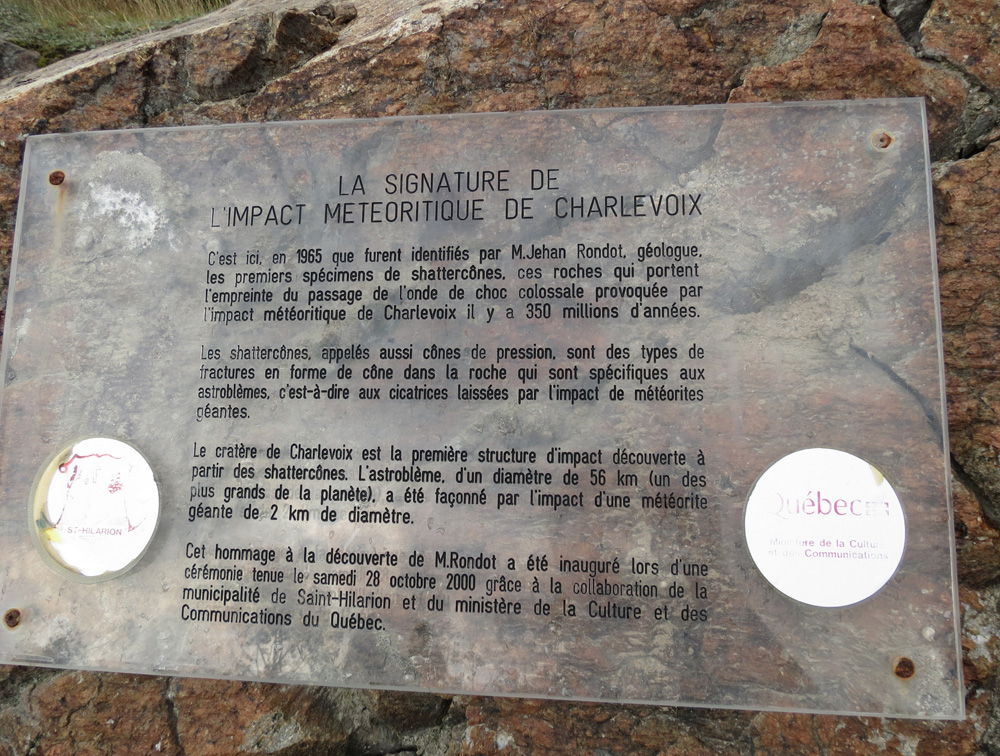 LA SIGNATURE DE
L'IMPACT METEORITIQUE DE CHARLEVOIX
C'est ici, en 1965 que furent identifiés par M.Jehan Rondot, géologue,
les premiers spécimens de shattercônes, ces roches qui portent
l'empreinte du passage de l'onde de choc colossale provoquée par
l'impact météoritique de Charlevoix il y a 350 millions d'années.
Les shattercônes, appelés aussi cônes de pression, sont des types de
fractures en forme de cône dans la roche qui sont spécifiques aux
astroblèmes, c'est-à-dire aux cicatrices laissées par l'impact de météorites
géantes.
Le cratère de Charlevoix est la première structure d'impact découverte à
partir des shattercônes. L'astroblème, d'un diamètre de 56 km (un des
plus grands de la planète), a été façonné par l'impact d'une météorite
géante de 2 km de diamètre.
Cet hommage à la découverte de M.Rondot a été inauguré lors d'une
cérémonie tenue le samedi 28 octobre 2000 grâce à la collaboration de la
municipalité de Saint-Hilarion et du ministère de la Culture et des
Communications du Québec.
ST-HILARION
Québec
Ministère de la Culture
et des Communications